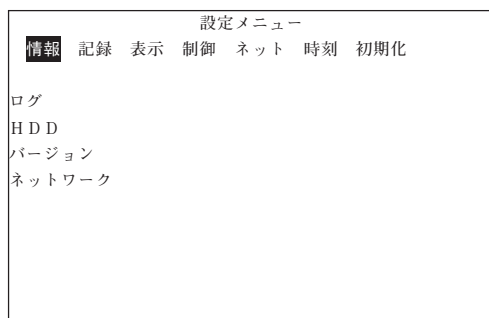 設定メニュー
情報 記録 表示 制御 ネット 時刻 初期化
ログ
ＨＤＤ
バージョン
ネットワーク